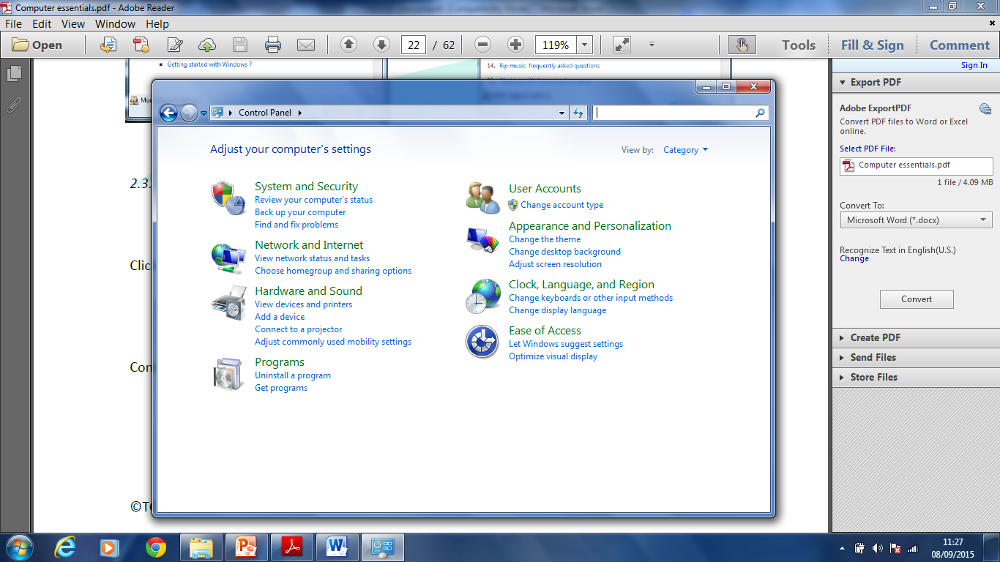 Computer essentials.pdf - Adobe Reader
File Edit View Window Help
Open
22 / 62
119%
Tools
Fill & Sign
Comment
Sign In
Getting started with Windows 7
14. Rip music: frequently asked questions
Export PDF
Adobe ExportPDF
Convert PDF files to Word or Excel
online.
Select PDF File:
Computer essentials.pdf
1 file / 4.09 MB
Convert To:
Microsoft Word (*.docx)
Recognize Text in English(U.S.)
Change
Convert
Create PDF
Send Files
Store Files
Control Panel
Adjust your computer's settings
View by: Category
System and Security
Review your computer's status
Back up your computer
Find and fix problems
Network and Internet
View network status and tasks
Choose homegroup and sharing options
Hardware and Sound
View devices and printers
Add a device
Connect to a projector
Adjust commonly used mobility settings
Programs
Uninstall a program
Get programs
User Accounts
Change account type
Appearance and Personalization
Change the theme
Change desktop background
Adjust screen resolution
Clock, Language, and Region
Change keyboards or other input methods
Change display language
Ease of Access
Let Windows suggest settings
Optimize visual display
2.3.
11:27
08/09/2015